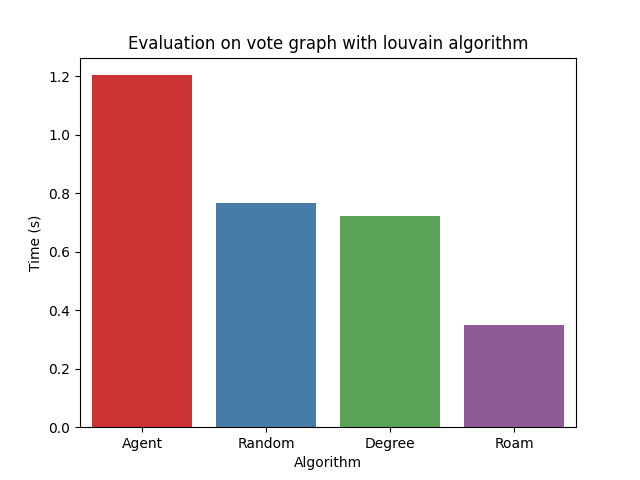 Evaluation on vote graph with louvain algorithm
1.2
1.0
0.8
0.6
0.4
0.2
0.0
Time (s)
Agent Random Degree Roam
Algorithm